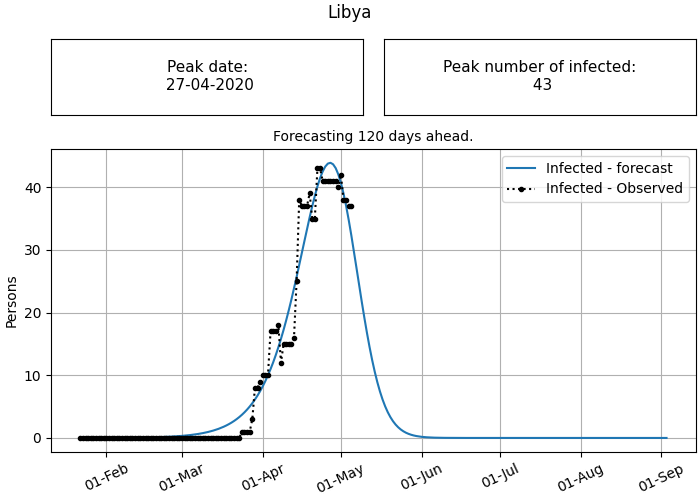 Libya
Peak date:
27-04-2020
Peak number of infected:
43
Forecasting 120 days ahead.
Infected - forecast
Infected - Observed
Persons
40
30
20
10
0
01-Feb
01-Mar
01-Apr
01-May
01-Jun
01-Jul
01-Aug
01-Sep